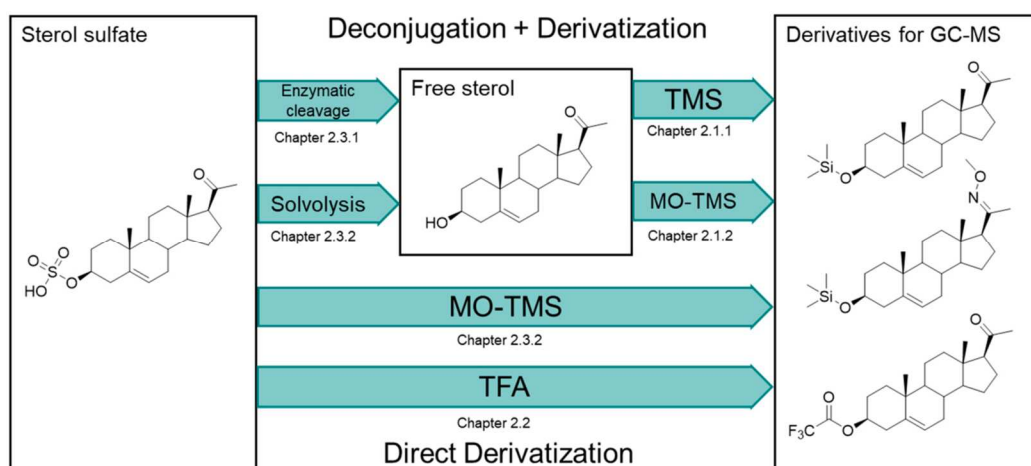 Sterol sulfate
Deconjugation + Derivatization
Derivatives for GC-MS
Enzymatic
cleavage
Chapter 2.3.1
Free sterol
TMS
Chapter 2.1.1
Solvolysis
Chapter 2.3.2
MO-TMS
Chapter 2.1.2
MO-TMS
Chapter 2.3.2
TFA
Chapter 2.2
Direct Derivatization
O
O
O
S
O
HO
O
HO
O
Si
O
O
N
Si
O
O
O
F3C
O